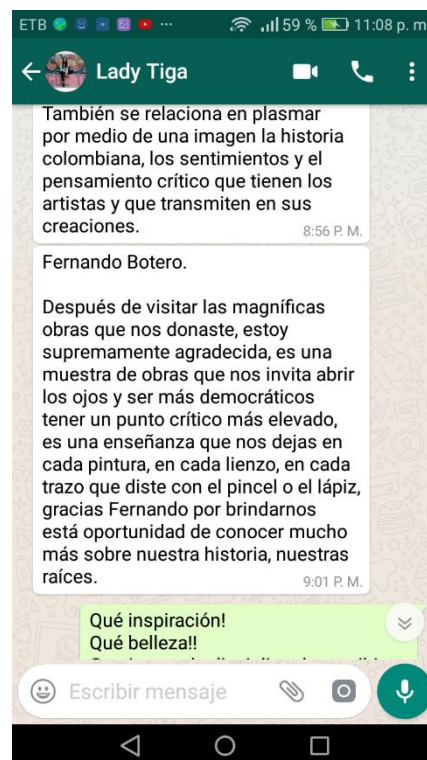 ETB ... 59 % 11:08 p. m
Lady Tiga
También se relaciona en plasmar
por medio de una imagen la historia
colombiana, los sentimientos y el
pensamiento crítico que tienen los
artistas y que transmiten en sus
creaciones.
8:56 P. M.
Fernando Botero.
Después de visitar las magníficas
obras que nos donaste, estoy
supremamente agradecida, es una
muestra de obras que nos invita abrir
los ojos y ser más democráticos
tener un punto crítico más elevado,
es una enseñanza que nos dejas en
cada pintura, en cada lienzo, en cada
trazo que diste con el pincel o el lápiz,
gracias Fernando por brindarnos
está oportunidad de conocer mucho
más sobre nuestra historia, nuestras
raíces.
9:01 P. M.
Qué inspiración!
Qué belleza!!
Escribir mensaje